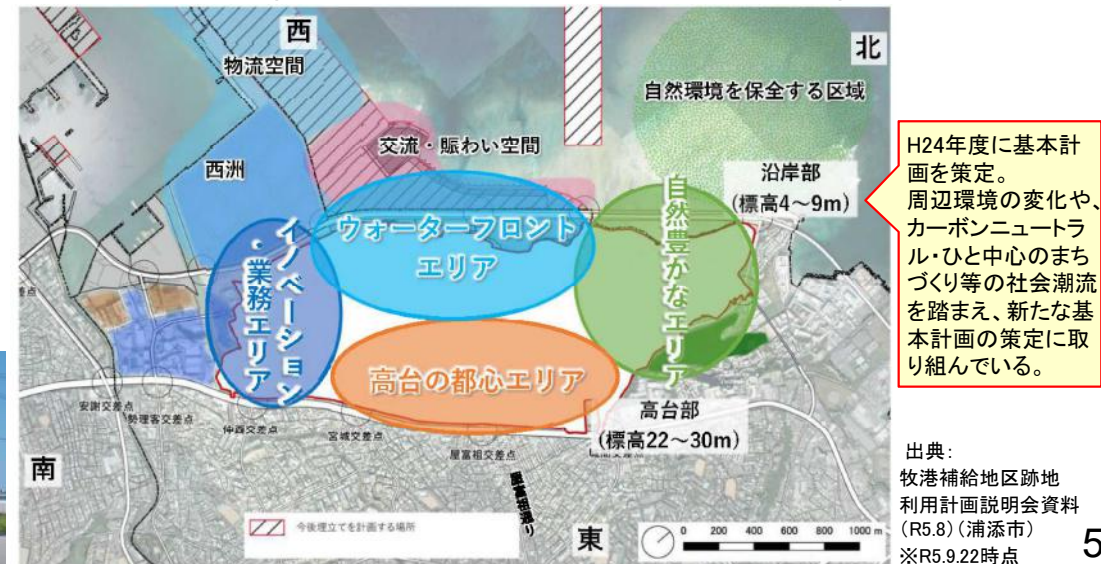 西
北
物流空間
自然環境を保全する区域
交流・賑わい空間
西洲
沿岸部
(標高4～9m)
ウォーターフロント
エリア
イノベーション
・業務エリア
自然豊かなエリア
高台の都心エリア
高台部
(標高22～30m)
安謝交差点
勢理客交差点
仲西交差点
宮城交差点
屋富祖交差点
屋富祖通り
南
東
今後埋立てを計画する場所
0 200 400 600 800 1000 m
H24年度に基本計
画を策定。
周辺環境の変化や、
カーボンニュートラ
ル・ひと中心のまち
づくり等の社会潮流
を踏まえ、新たな基
本計画の策定に取
り組んでいる。
出典：
牧港補給地区跡地
利用計画説明会資料
(R5.8)(浦添市)
※R5.9.22時点
5